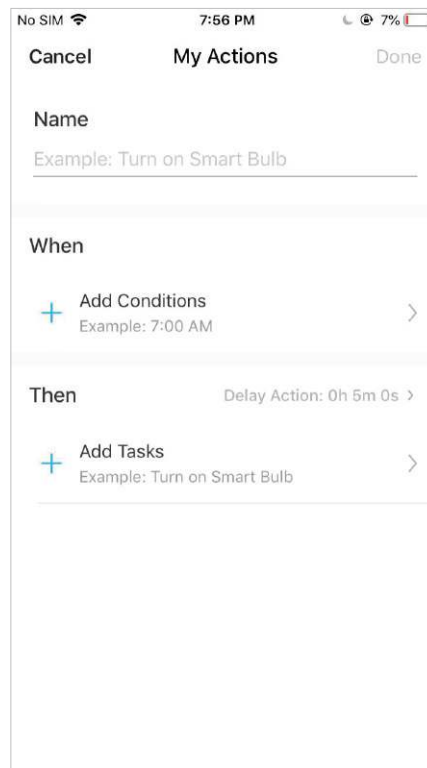 No SIM 7:56 PM 7%
Cancel My Actions Done
Name
Example: Turn on Smart Bulb
When
Add Conditions
Example: 7:00 AM
Then Delay Action: 0h 5m 0s
Add Tasks
Example: Turn on Smart Bulb